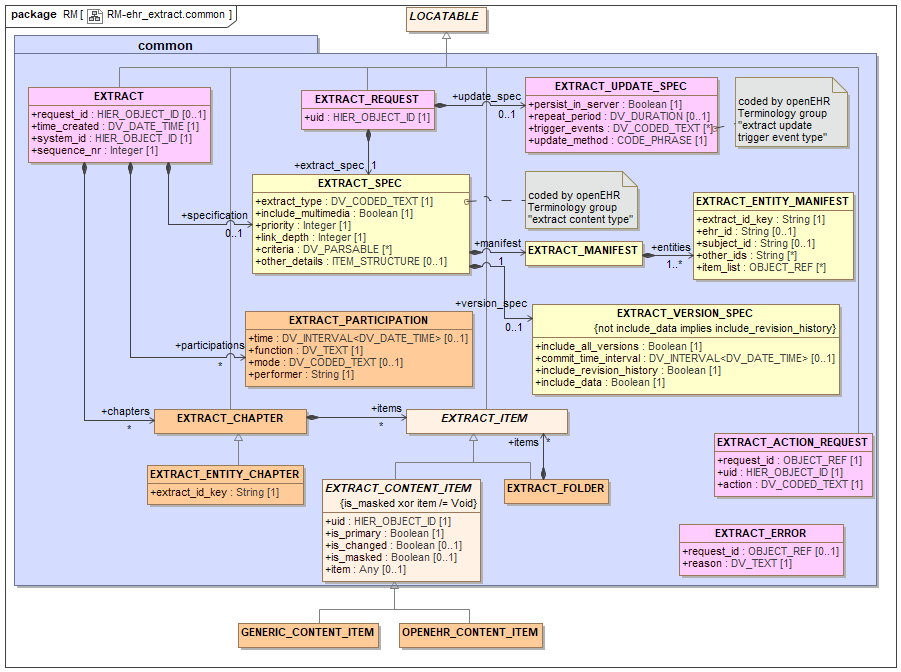 package RM [ RM-ehr_extract.common ]
LOCATABLE
common
EXTRACT
+request_id : HIER_OBJECT_ID [0..1]
+time_created : DV_DATE_TIME [1]
+system_id : HIER_OBJECT_ID [1]
+sequence_nr : Integer [1]
EXTRACT_REQUEST
+uid : HIER_OBJECT_ID [1]
+update_spec
0..1
EXTRACT_UPDATE_SPEC
+persist_in_server : Boolean [1]
+repeat_period : DV_DURATION [0..1]
+trigger_events : DV_CODED_TEXT [*]
+update_method : CODE_PHRASE [1]
coded by openEHR
Terminology group
"extract update
trigger event type"
+extract_spec
1
EXTRACT_SPEC
+extract_type : DV_CODED_TEXT [1]
+include_multimedia : Boolean [1]
+priority : Integer [1]
+link_depth : Integer [1]
+criteria : DV_PARSABLE [*]
+other_details : ITEM_STRUCTURE [0..1]
+specification
0..1
coded by openEHR
Terminology group
"extract content type"
+manifest
1
EXTRACT_MANIFEST
+entities
1..*
EXTRACT_ENTITY_MANIFEST
+extract_id_key : String [1]
+ehr_id : String [0..1]
+subject_id : String [0..1]
+other_ids : String [*]
+item_list : OBJECT_REF [*]
+version_spec
0..1
EXTRACT_VERSION_SPEC
{not include_data implies include_revision_history}
+include_all_versions : Boolean [1]
+commit_time_interval : DV_INTERVAL<DV_DATE_TIME> [0..1]
+include_revision_history : Boolean [1]
+include_data : Boolean [1]
+participations
*
EXTRACT_PARTICIPATION
+time : DV_INTERVAL<DV_DATE_TIME> [0..1]
+function : DV_TEXT [1]
+mode : DV_CODED_TEXT [0..1]
+performer : String [1]
+chapters
*
EXTRACT_CHAPTER
+items
*
EXTRACT_ITEM
+items
*
EXTRACT_ENTITY_CHAPTER
+extract_id_key : String [1]
EXTRACT_CONTENT_ITEM
{is_masked xor item /= Void}
+uid : HIER_OBJECT_ID [1]
+is_primary : Boolean [1]
+is_changed : Boolean [0..1]
+is_masked : Boolean [0..1]
+item : Any [0..1]
EXTRACT_FOLDER
EXTRACT_ACTION_REQUEST
+request_id : OBJECT_REF [1]
+uid : HIER_OBJECT_ID [1]
+action : DV_CODED_TEXT [1]
EXTRACT_ERROR
+request_id : OBJECT_REF [0..1]
+reason : DV_TEXT [1]
GENERIC_CONTENT_ITEM
OPENEHR_CONTENT_ITEM